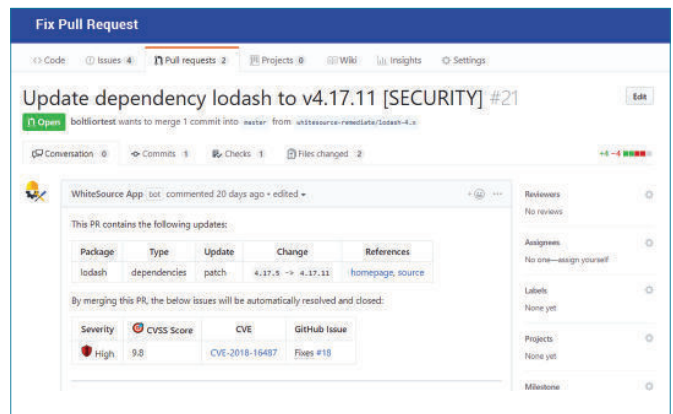 Fix Pull Request
Code Issues 4 Pull requests 2 Projects 0 Wiki Insights Settings
Update dependency lodash to v4.17.11 [SECURITY] #21
Edit
Open boltliortest wants to merge 1 commit into master from whitesource-remediate/lodash-4.x
Conversation 0 Commits 1 Checks 1 Files changed 2
+4 −4
WhiteSource App bot commented 20 days ago • edited
This PR contains the following updates:
Package Type Update Change References
lodash dependencies patch 4.17.5 -> 4.17.11 homepage, source
By merging this PR, the below issues will be automatically resolved and closed:
Severity CVSS Score CVE GitHub Issue
High 9.8 CVE-2018-16487 Fixes #18
Reviewers
No reviews
Assignees
No one—assign yourself
Labels
None yet
Projects
None yet
Milestone